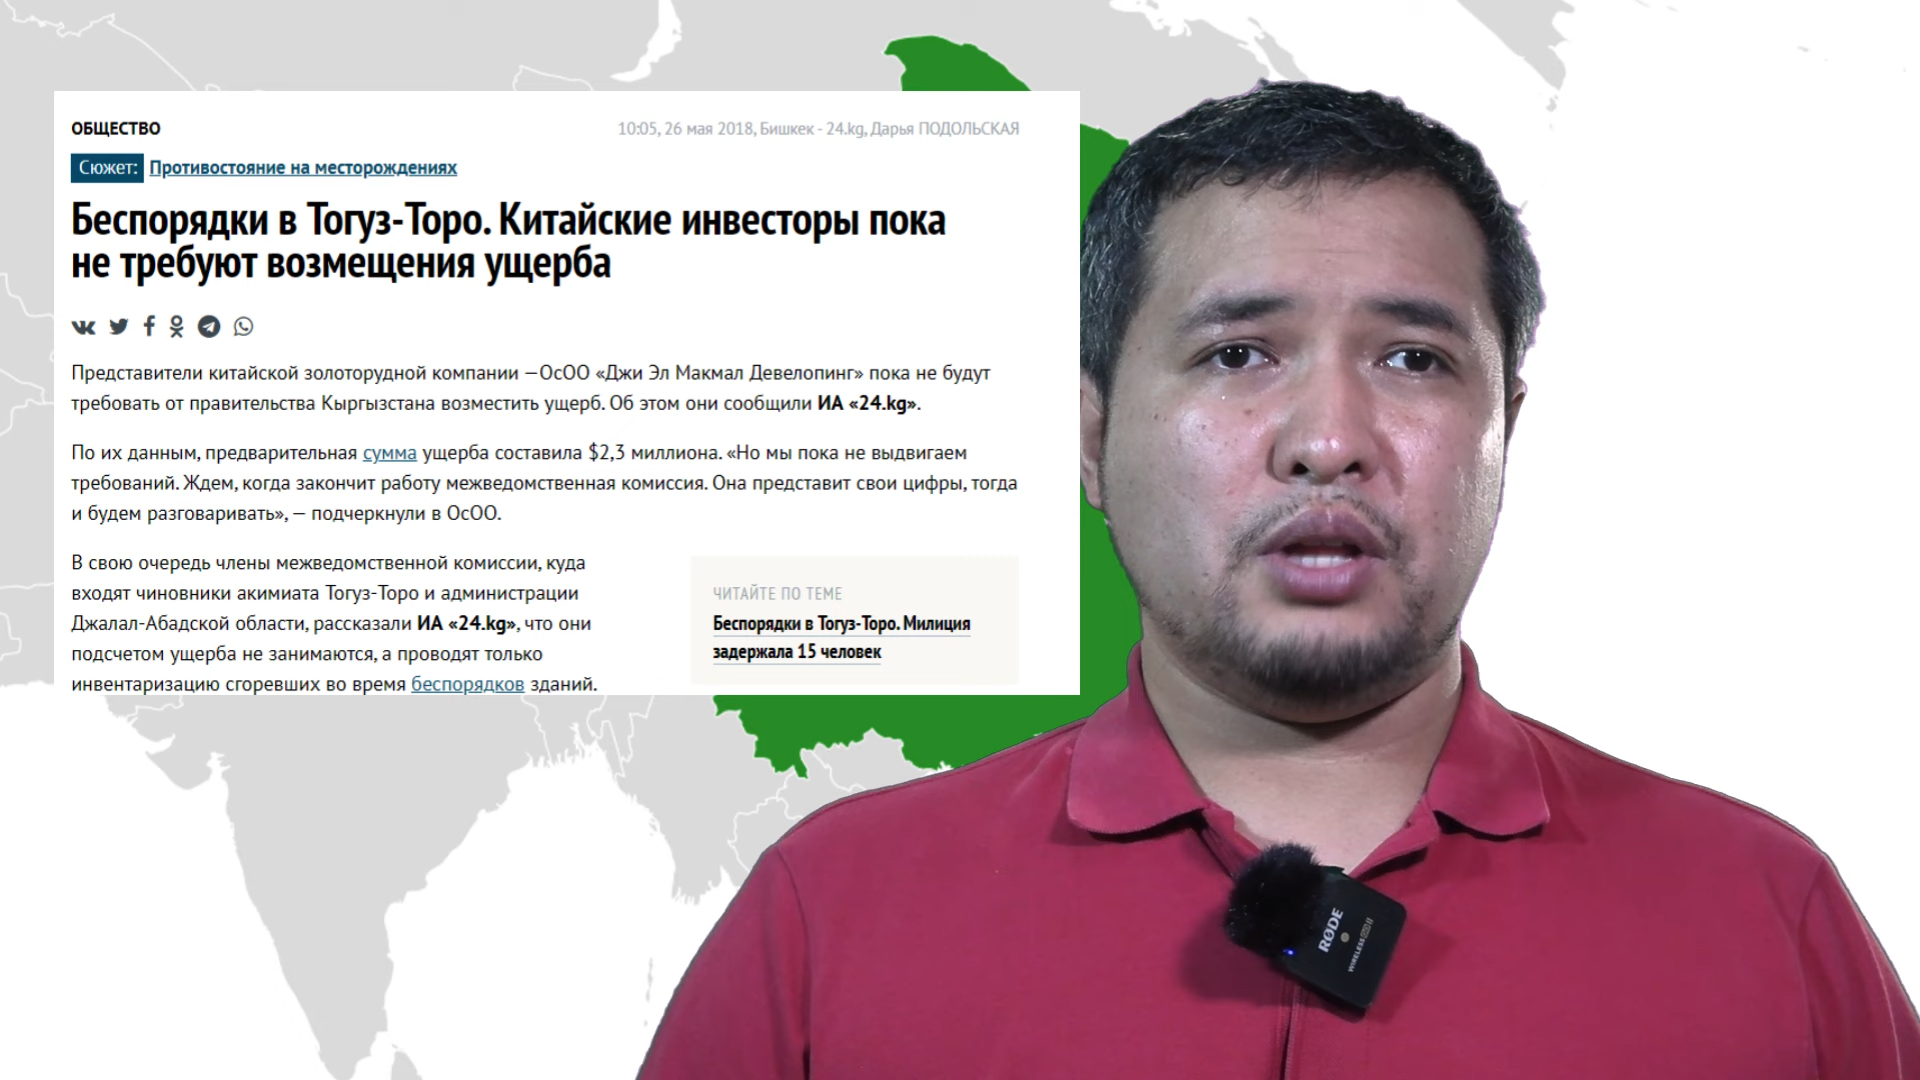 ОБЩЕСТВО
10:05, 26 мая 2018, Бишкек - 24.kg, Дарья ПОДОЛЬСКАЯ
Сюжет: Противостояние на месторождениях
Беспорядки в Тогуз-Торо. Китайские инвесторы пока
не требуют возмещения ущерба
Представители китайской золоторудной компании —ОсОО «Джи Эл Макмал Девелопинг» пока не будут
требовать от правительства Кыргызстана возместить ущерб. Об этом они сообщили ИА «24.kg».
По их данным, предварительная сумма ущерба составила $2,3 миллиона. «Но мы пока не выдвигаем
требований. Ждем, когда закончит работу межведомственная комиссия. Она представит свои цифры, тогда
и будем разговаривать», — подчеркнули в ОсОО.
В свою очередь члены межведомственной комиссии, куда
входят чиновники акимиата Тогуз-Торо и администрации
Джалал-Абадской области, рассказали ИА «24.kg», что они
подсчетом ущерба не занимаются, а проводят только
инвентаризацию сгоревших во время беспорядков зданий.
ЧИТАЙТЕ ПО ТЕМЕ
Беспорядки в Тогуз-Торо. Милиция
задержала 15 человек
RØDE
WIRELESS GO II